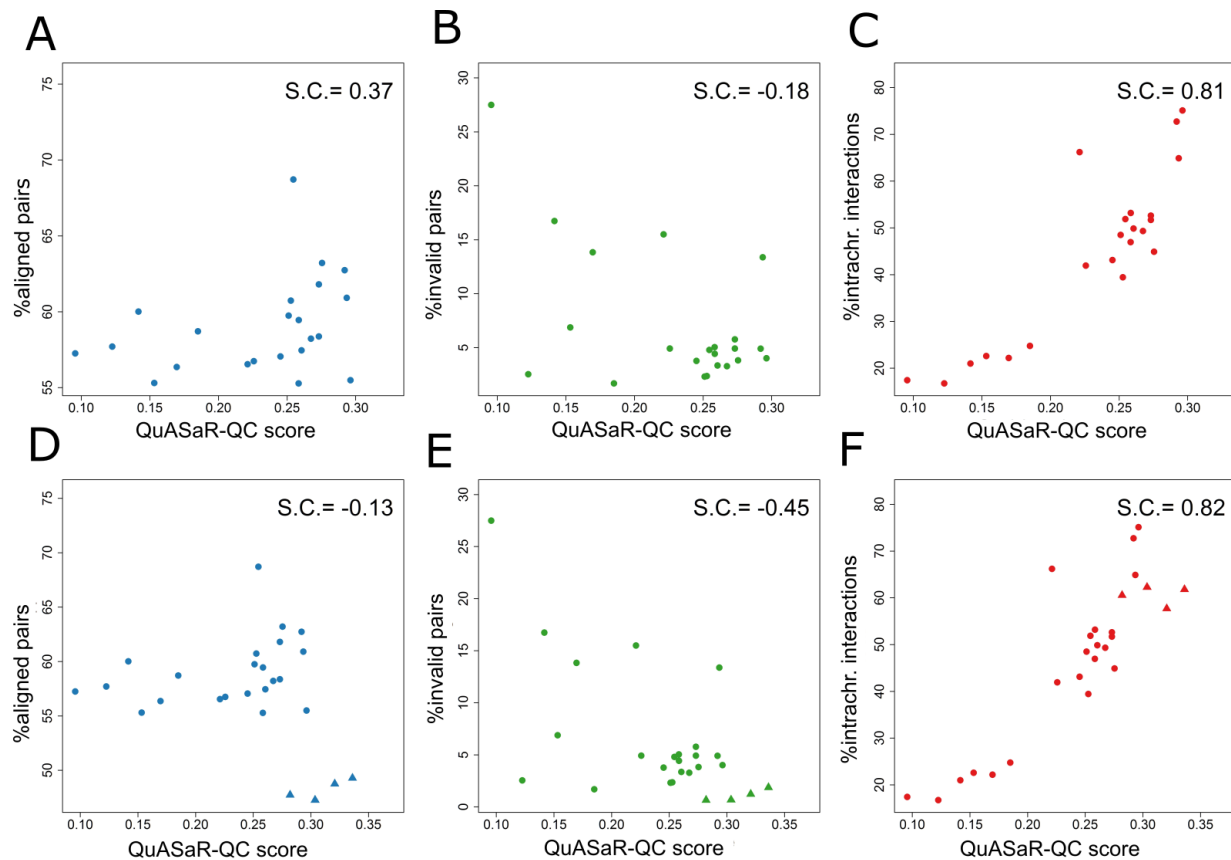 A
S.C.= 0.37
%aligned pairs
75
70
65
60
55
0.10 0.15 0.20 0.25 0.30
QuASaR-QC score
B
S.C.= -0.18
%invalid pairs
30
25
20
15
10
5
0.10 0.15 0.20 0.25 0.30
QuASaR-QC score
C
S.C.= 0.81
%intrachr. interactions
80
70
60
50
40
30
20
0.10 0.15 0.20 0.25 0.30
QuASaR-QC score
D
S.C.= -0.13
%aligned pairs
75
70
65
60
55
50
0.10 0.15 0.20 0.25 0.30 0.35
QuASaR-QC score
E
S.C.= -0.45
%invalid pairs
30
25
20
15
10
5
0
0.10 0.15 0.20 0.25 0.30 0.35
QuASaR-QC score
F
S.C.= 0.82
%intrachr. interactions
80
70
60
50
40
30
20
0.10 0.15 0.20 0.25 0.30 0.35
QuASaR-QC score